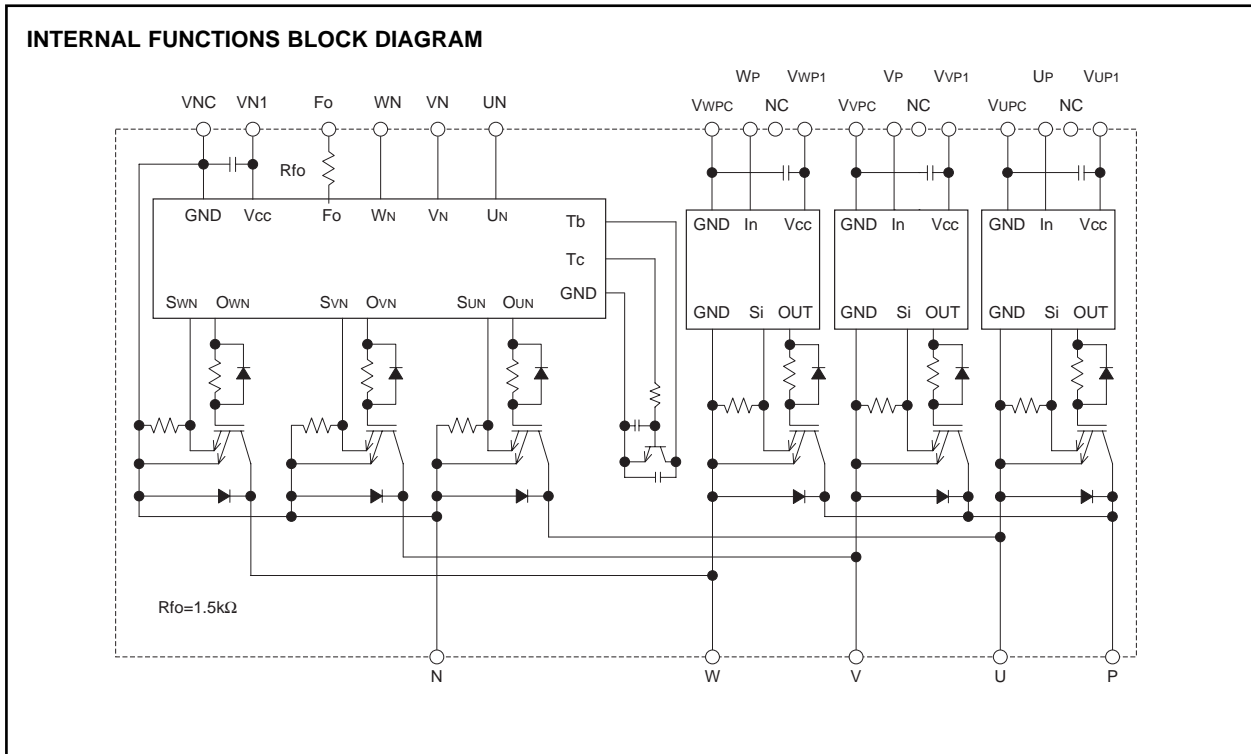 INTERNAL FUNCTIONS BLOCK DIAGRAM
WP VWP1 VP VVP1 UP VUP1
VNC VN1 Fo WN VN UN VWPC NC VVPC NC VUPC NC
Rfo
GND Vcc Fo WN VN UN
Tb
Tc
GND
SWN OWN SVN OVN SUN OUN
GND In Vcc GND In Vcc GND In Vcc
GND Si OUT GND Si OUT GND Si OUT
Rfo=1.5kΩ
N W V U P